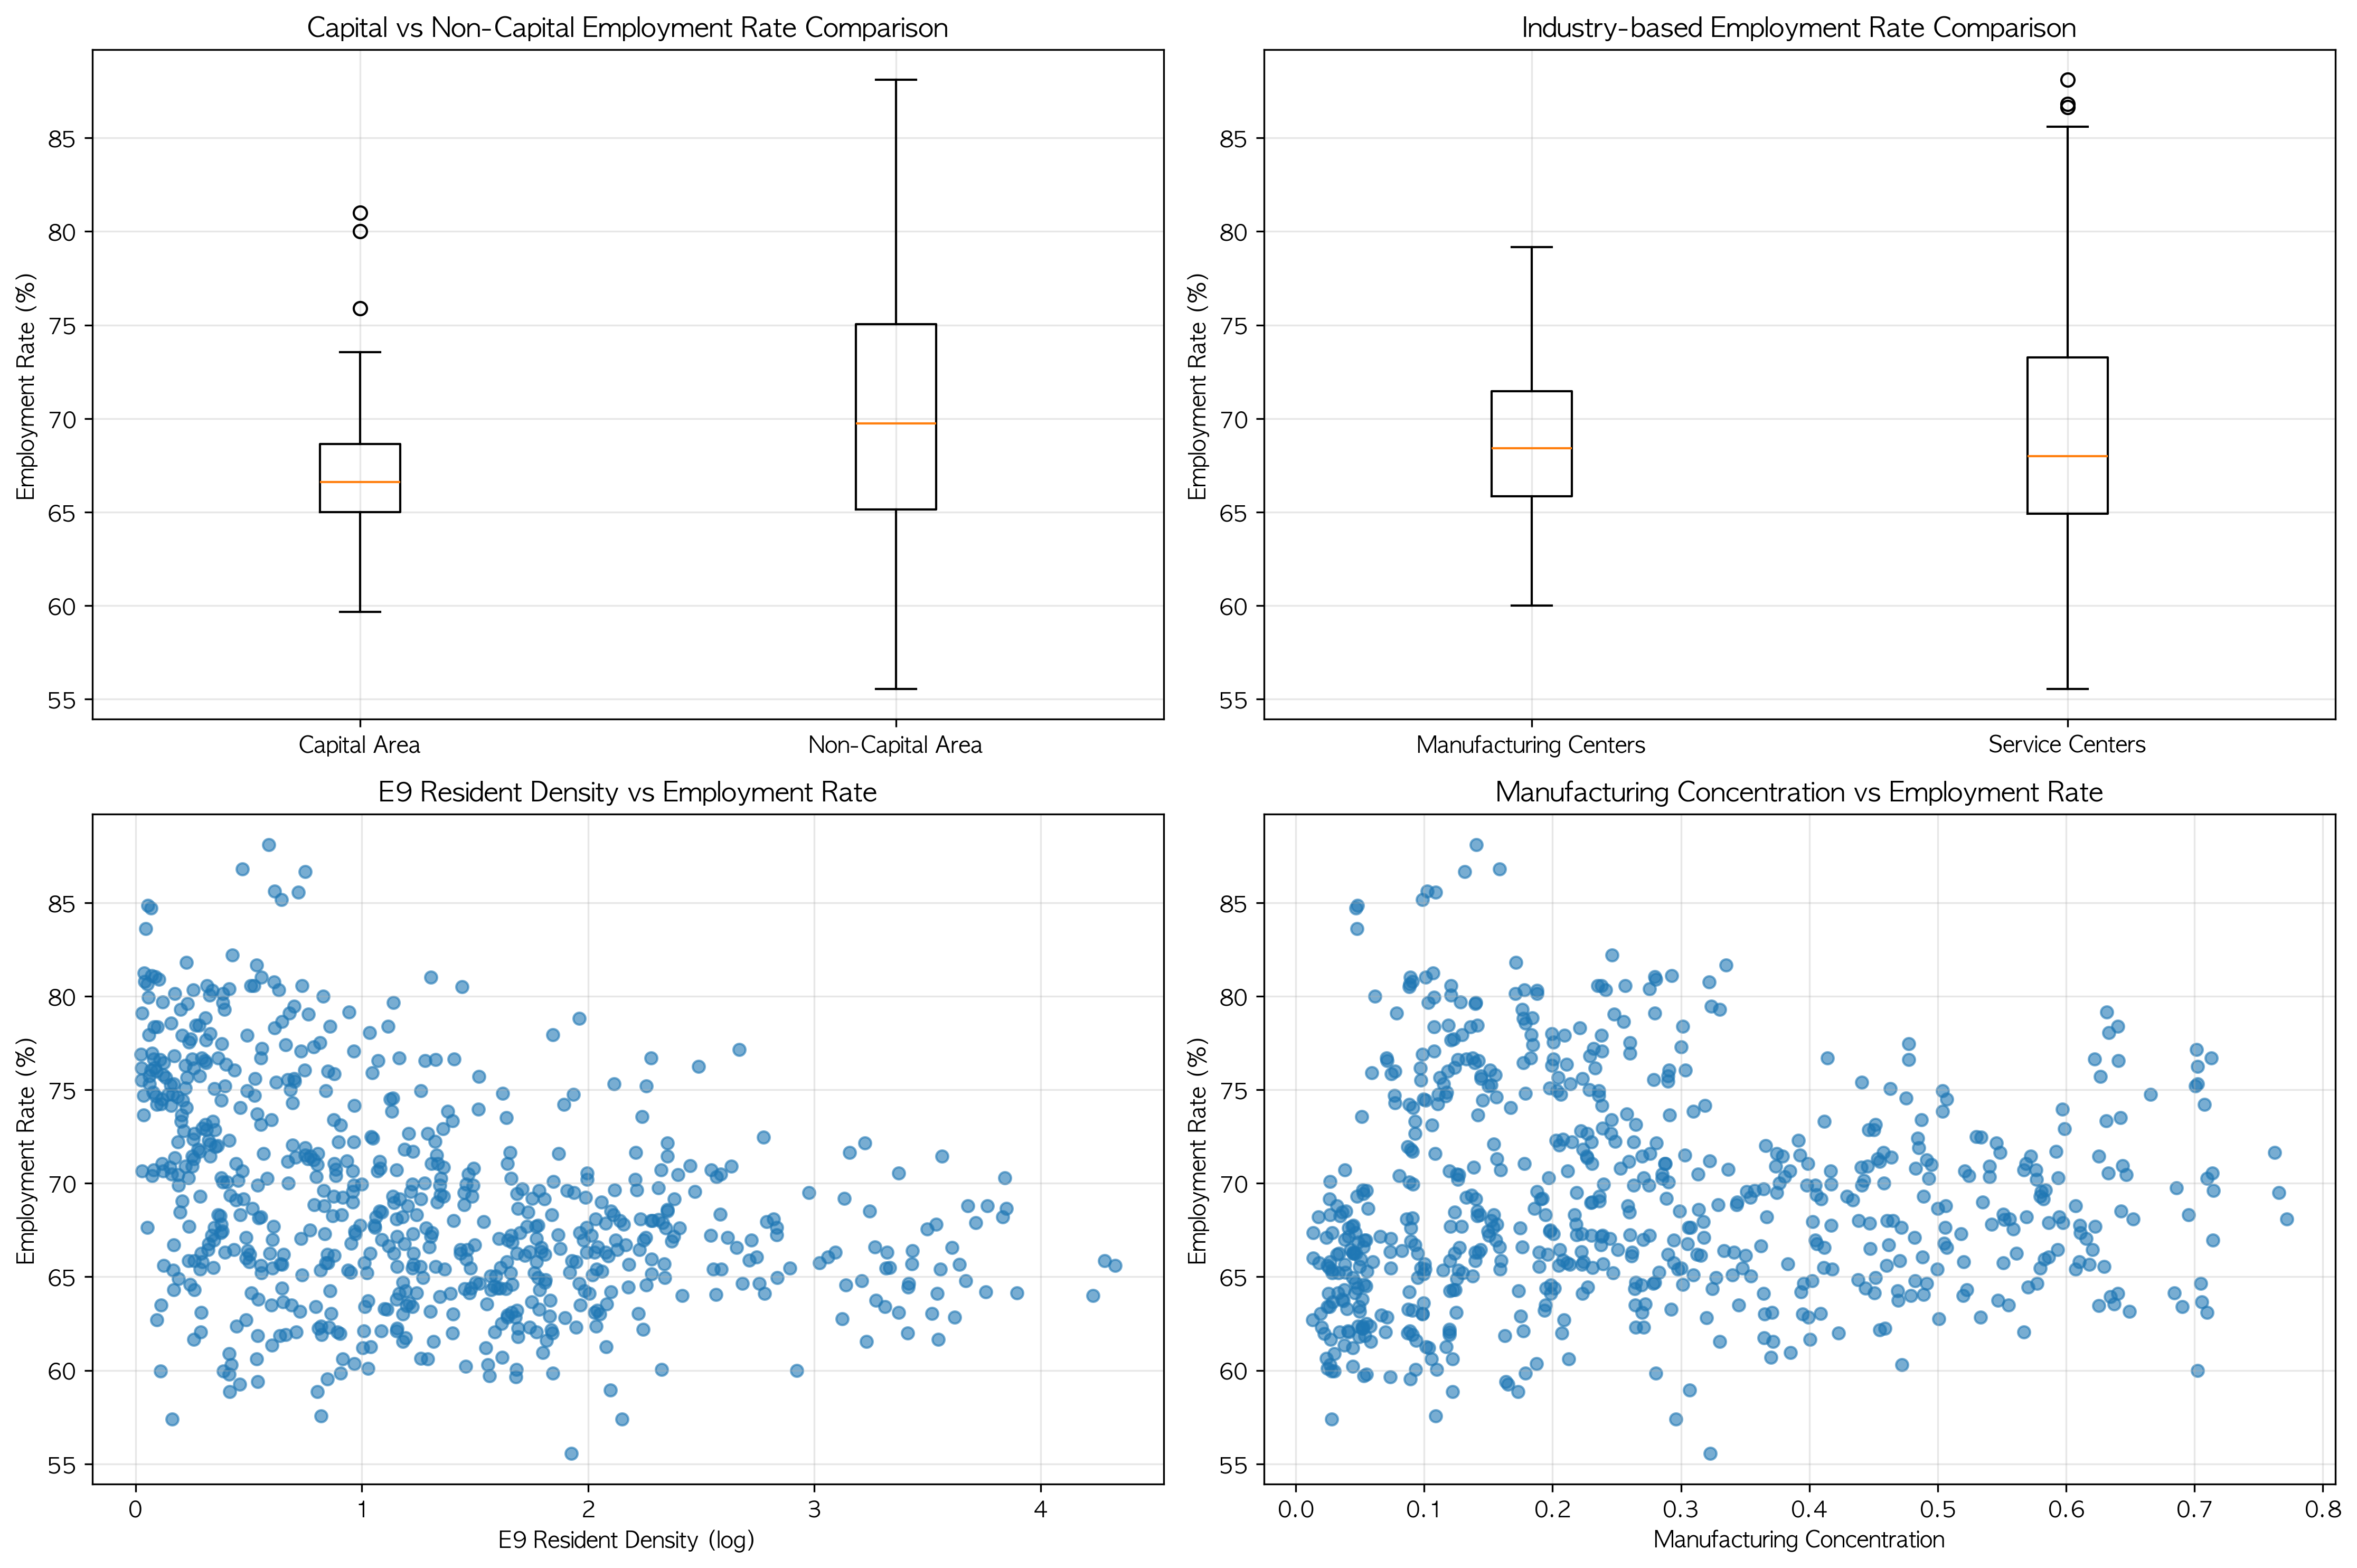 Capital vs Non-Capital Employment Rate Comparison
Employment Rate (%)
85
80
75
70
65
60
55
Capital Area
Non-Capital Area
Industry-based Employment Rate Comparison
Employment Rate (%)
85
80
75
70
65
60
55
Manufacturing Centers
Service Centers
E9 Resident Density vs Employment Rate
Employment Rate (%)
85
80
75
70
65
60
55
0 1 2 3 4
E9 Resident Density (log)
Manufacturing Concentration vs Employment Rate
Employment Rate (%)
85
80
75
70
65
60
55
0.0 0.1 0.2 0.3 0.4 0.5 0.6 0.7 0.8
Manufacturing Concentration